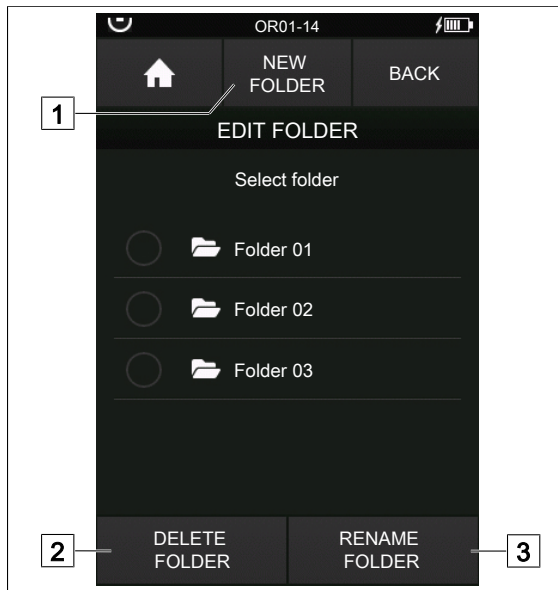 OR01-14
NEW
FOLDER
BACK
1
EDIT FOLDER
Select folder
Folder 01
Folder 02
Folder 03
DELETE
FOLDER
RENAME
FOLDER
2
3